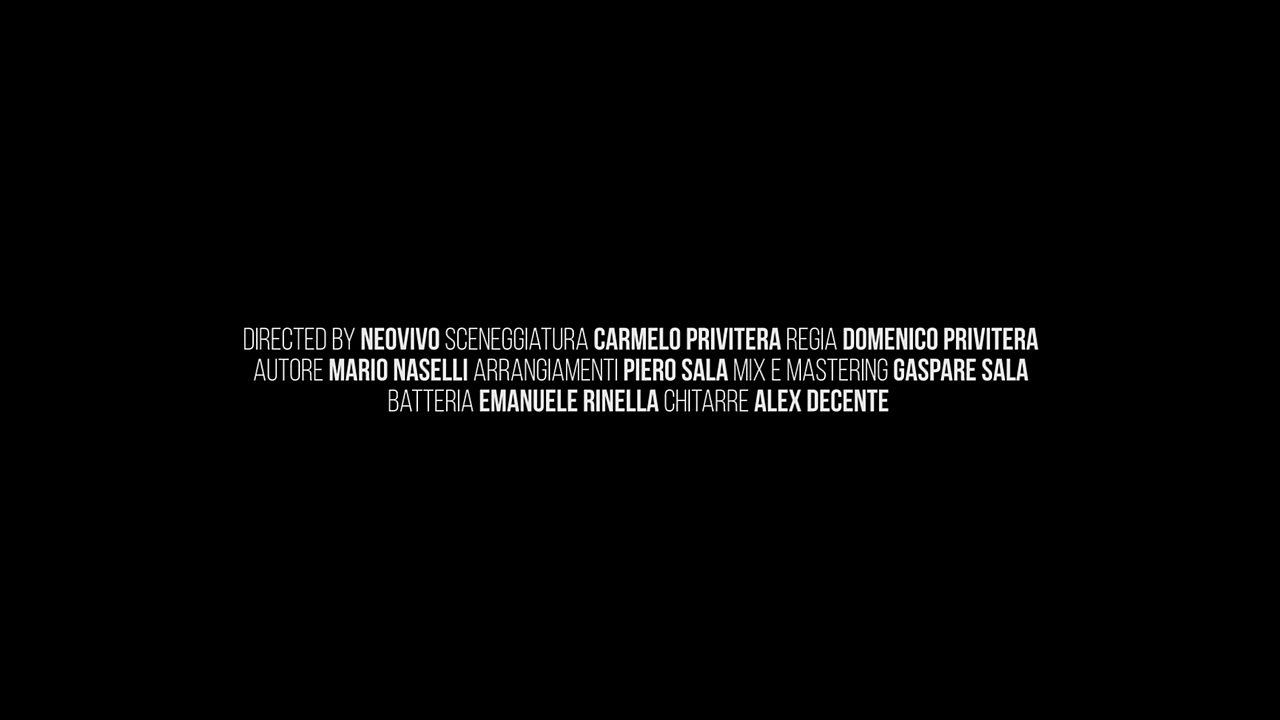 DIRECTED BY NEOVIVO SCENEGGIATURA CARMELO PRIVITERA REGIA DOMENICO PRIVITERA
AUTORE MARIO NASELLI ARRANGIAMENTI PIERO SALA MIX E MASTERING GASPARE SALA
BATTERIA EMANUELE RINELLA CHITARRE ALEX DECENTE